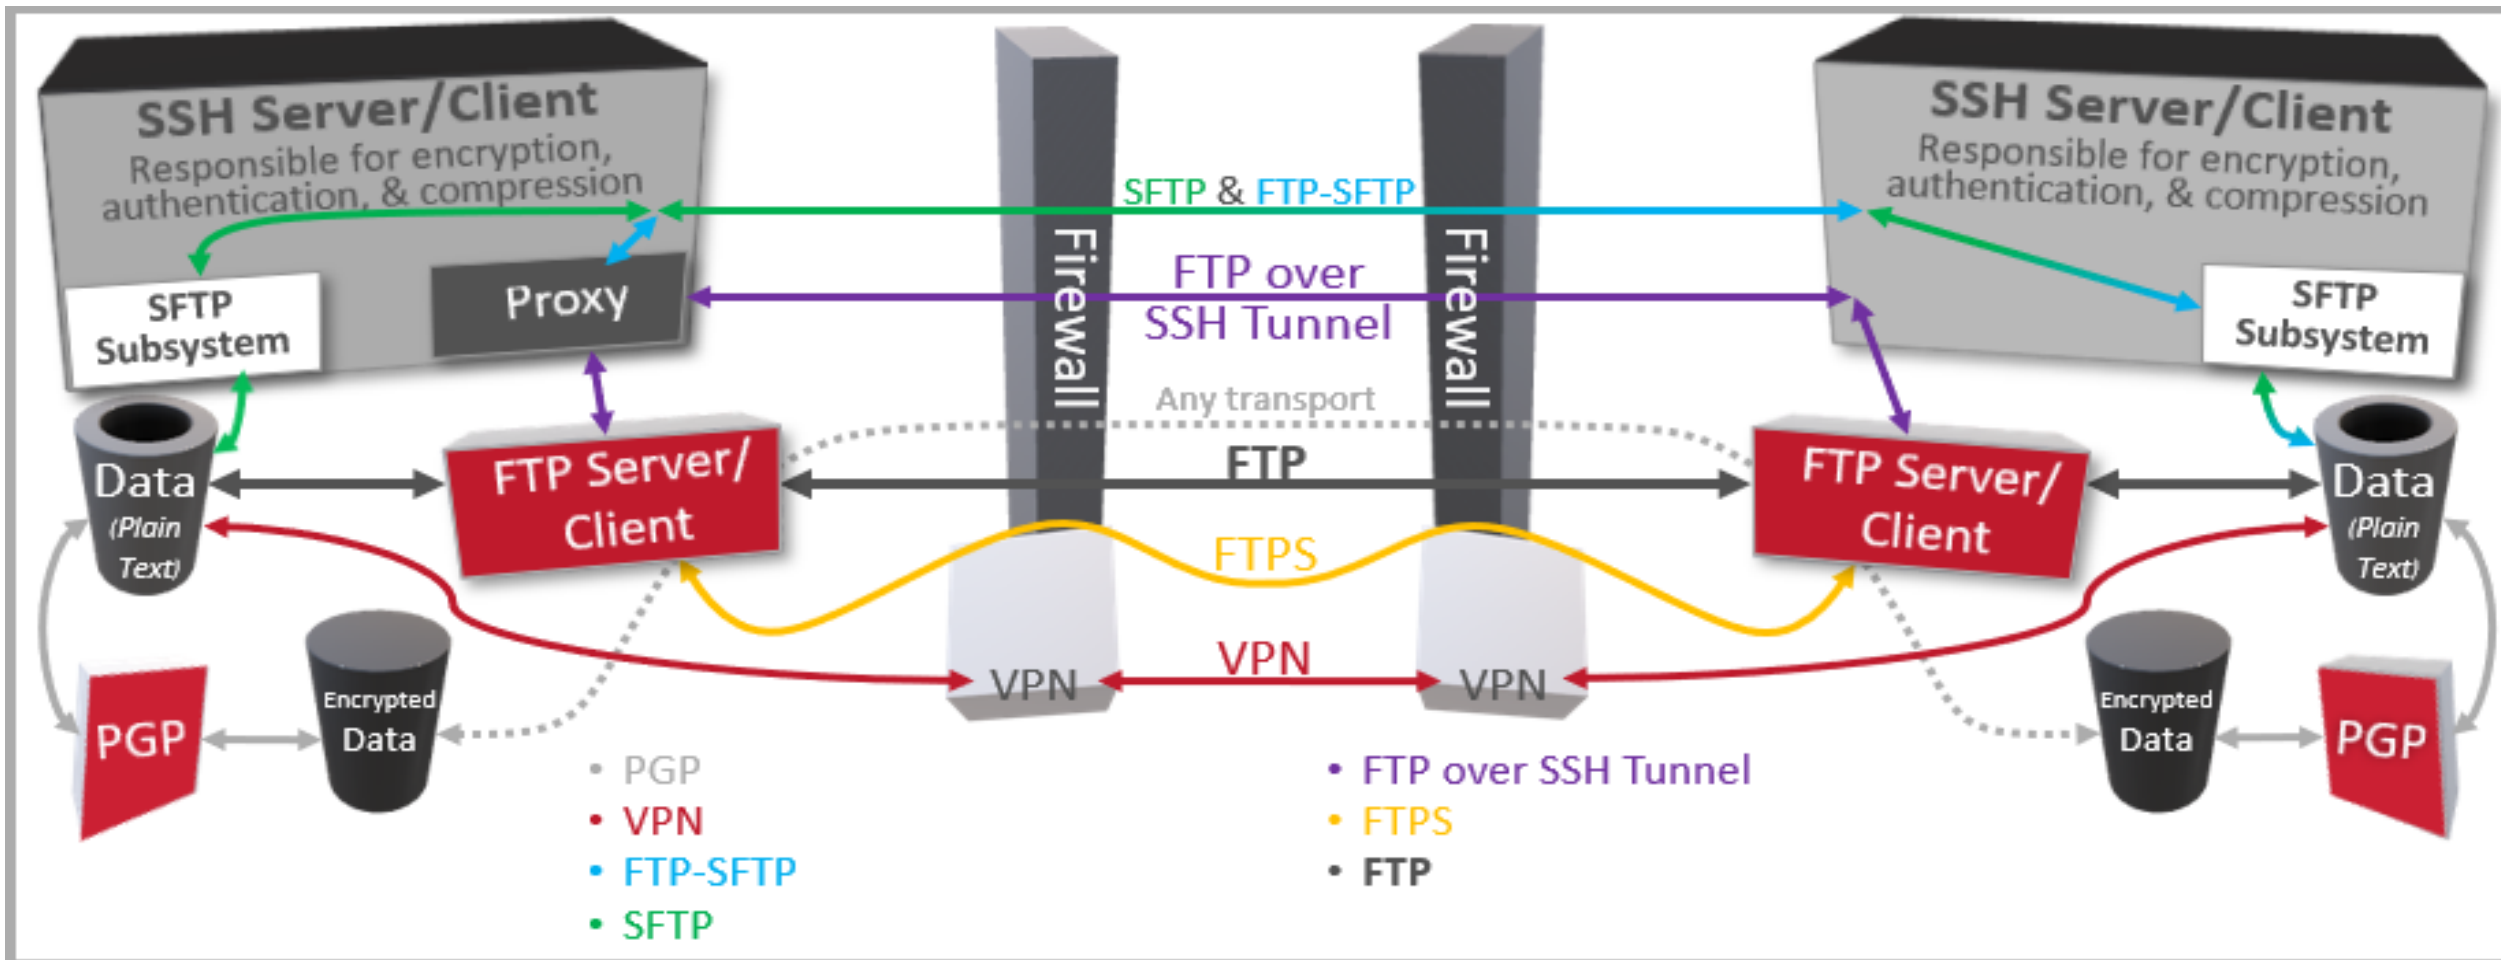 SSH Server/Client
Responsible for encryption,
authentication, & compression
SFTP
Subsystem
Proxy
FTP Server/
Client
Data
(Plain
Text)
PGP
Encrypted
Data
Firewall
VPN
SFTP & FTP-SFTP
FTP over
SSH Tunnel
Any transport
FTP
FTPS
VPN
Firewall
VPN
SSH Server/Client
Responsible for encryption,
authentication, & compression
SFTP
Subsystem
FTP Server/
Client
Data
(Plain
Text)
Encrypted
Data
PGP
• PGP
• VPN
• FTP-SFTP
• SFTP
• FTP over SSH Tunnel
• FTPS
• FTP